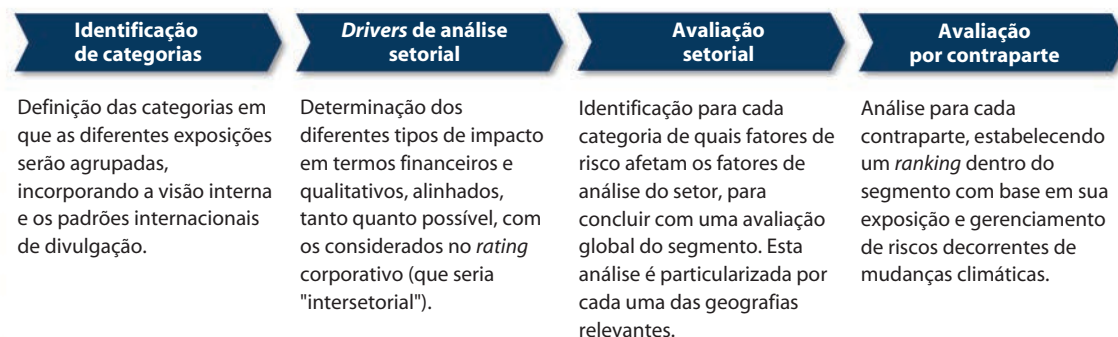 Identificação
de categorias
Definição das categorias em
que as diferentes exposições
serão agrupadas,
incorporando a visão interna
e os padrões internacionais
de divulgação.
Drivers de análise
setorial
Determinação dos
diferentes tipos de impacto
em termos financeiros e
qualitativos, alinhados,
tanto quanto possível, com
os considerados no rating
corporativo (que seria
"intersetorial").
Avaliação
setorial
Identificação para cada
categoria de quais fatores de
risco afetam os fatores de
análise do setor, para
concluir com uma avaliação
global do segmento. Esta
análise é particularizada por
cada uma das geografias
relevantes.
Avaliação
por contraparte
Análise para cada
contraparte, estabelecendo
um ranking dentro do
segmento com base em sua
exposição e gerenciamento
de riscos decorrentes de
mudanças climáticas.